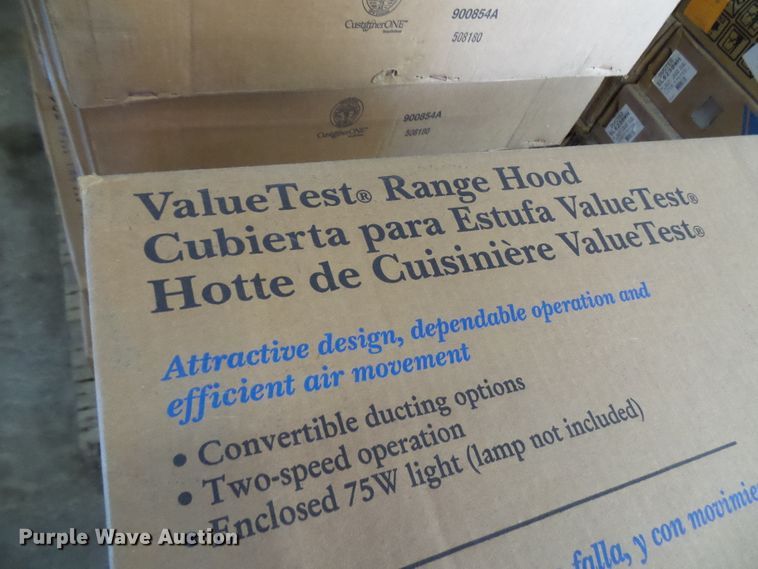 CustomerONE™
900854A
508180
CustomerONE™
900854A
508180
ValueTest® Range Hood
Cubierta para Estufa ValueTest®
Hotte de Cuisinière ValueTest®
Attractive design, dependable operation and
efficient air movement
• Convertible ducting options
• Two-speed operation
• Enclosed 75W light (lamp not included)
falla, y con movimie
Purple Wave Auction